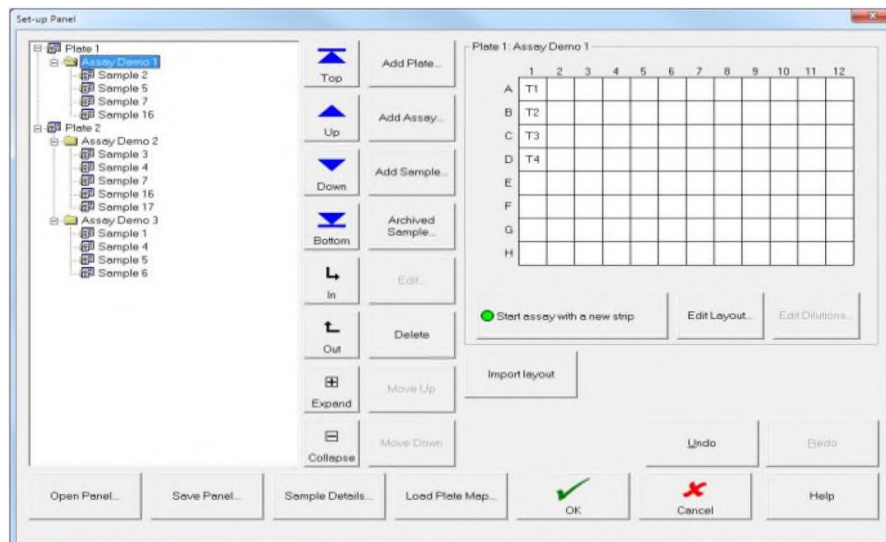 Set-up Panel
Plate 1
Assay Demo 1
Sample 2
Sample 5
Sample 7
Sample 16
Plate 2
Assay Demo 2
Sample 3
Sample 4
Sample 7
Sample 16
Sample 17
Assay Demo 3
Sample 1
Sample 4
Sample 5
Sample 6
Top
Up
Down
Bottom
In
Out
Expand
Collapse
Add Plate...
Add Assay...
Add Sample...
Archived
Sample...
Edit...
Delete
Move Up
Move Down
Plate 1: Assay Demo 1
1 2 3 4 5 6 7 8 9 10 11 12
A T1
B T2
C T3
D T4
E
F
G
H
Start assay with a new strip
Edit Layout...
Edit Dilutions...
Import layout
Undo
Redo
Open Panel...
Save Panel...
Sample Details...
Load Plate Map...
OK
Cancel
Help